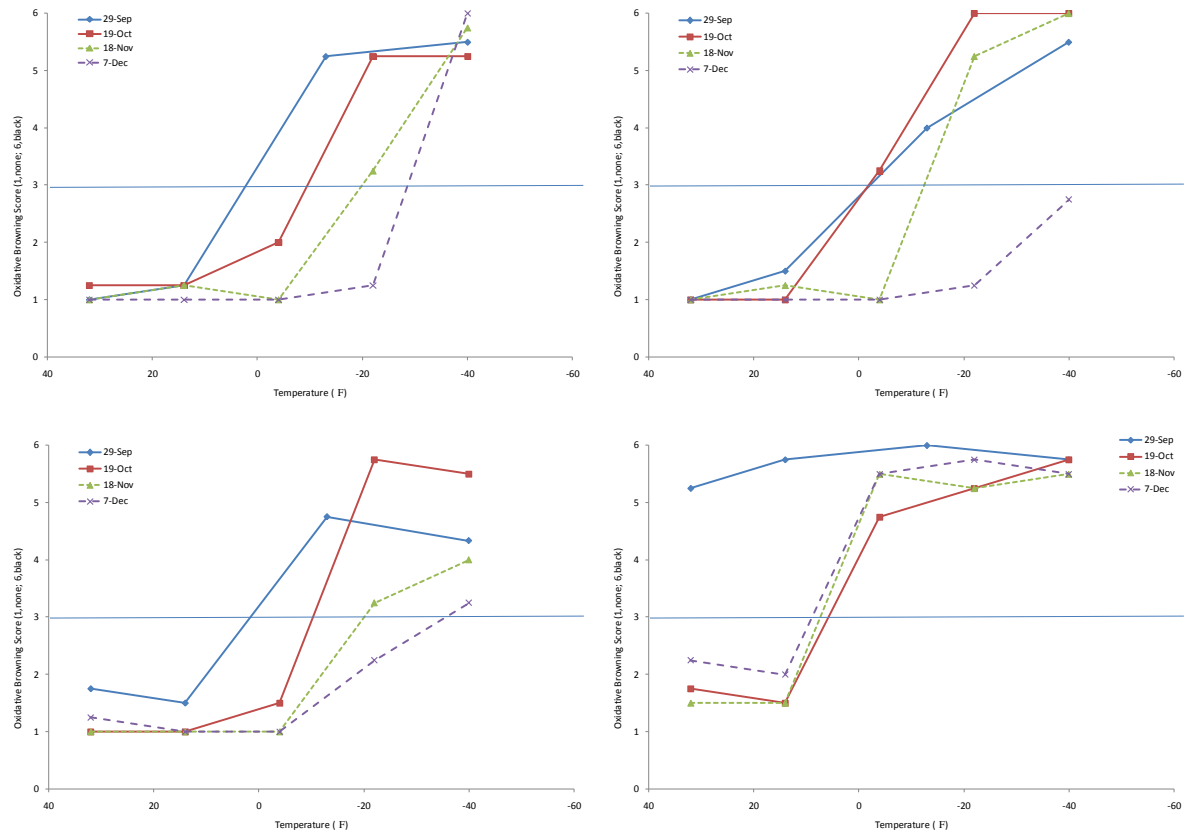 6
5
4
3
2
1
0
Oxidative Browning Score (1,none; 6,black)
29-Sep
19-Oct
18-Nov
7-Dec
40
20
0
-20
-40
-60
Temperature ( F)
6
5
4
3
2
1
0
Oxidative Browning Score (1,none; 6,black)
29-Sep
19-Oct
18-Nov
7-Dec
40
20
0
-20
-40
-60
Temperature ( F)
6
5
4
3
2
1
0
Oxidative Browning Score (1,none; 6,black)
29-Sep
19-Oct
18-Nov
7-Dec
40
20
0
-20
-40
-60
Temperature ( F)
6
5
4
3
2
1
0
Oxidative Browning Score (1,none; 6,black)
29-Sep
19-Oct
18-Nov
7-Dec
40
20
0
-20
-40
-60
Temperature ( F)